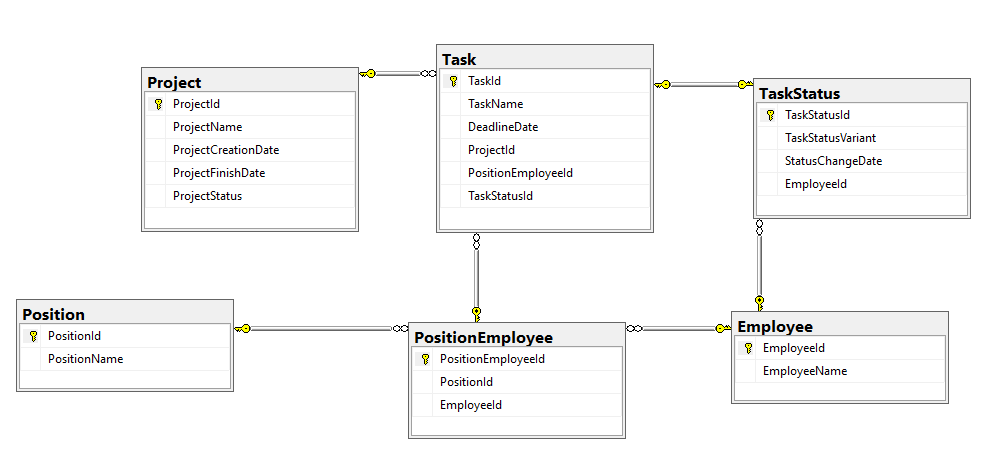 Project
ProjectId
ProjectName
ProjectCreationDate
ProjectFinishDate
ProjectStatus
Task
TaskId
TaskName
DeadlineDate
ProjectId
PositionEmployeeId
TaskStatusId
TaskStatus
TaskStatusId
TaskStatusVariant
StatusChangeDate
EmployeeId
Position
PositionId
PositionName
PositionEmployee
PositionEmployeeId
PositionId
EmployeeId
Employee
EmployeeId
EmployeeName